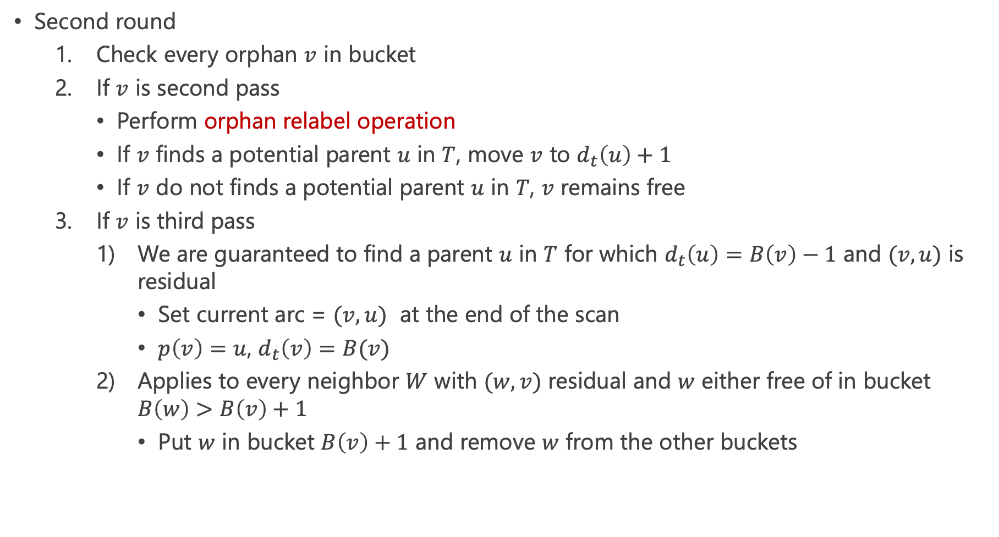 • Second round
1. Check every orphan 𝑣 in bucket
2. If 𝑣 is second pass
• Perform orphan relabel operation
• If 𝑣 finds a potential parent 𝑢 in 𝑇, move 𝑣 to 𝑑ₜ(𝑢) + 1
• If 𝑣 do not finds a potential parent 𝑢 in 𝑇, 𝑣 remains free
3. If 𝑣 is third pass
1) We are guaranteed to find a parent 𝑢 in 𝑇 for which 𝑑ₜ(𝑢) = 𝐵(𝑣) − 1 and (𝑣, 𝑢) is
residual
• Set current arc = (𝑣, 𝑢) at the end of the scan
• 𝑝(𝑣) = 𝑢, 𝑑ₜ(𝑣) = 𝐵(𝑣)
2) Applies to every neighbor 𝑊 with (𝑤, 𝑣) residual and 𝑤 either free of in bucket
𝐵(𝑤) > 𝐵(𝑣) + 1
• Put 𝑤 in bucket 𝐵(𝑣) + 1 and remove 𝑤 from the other buckets